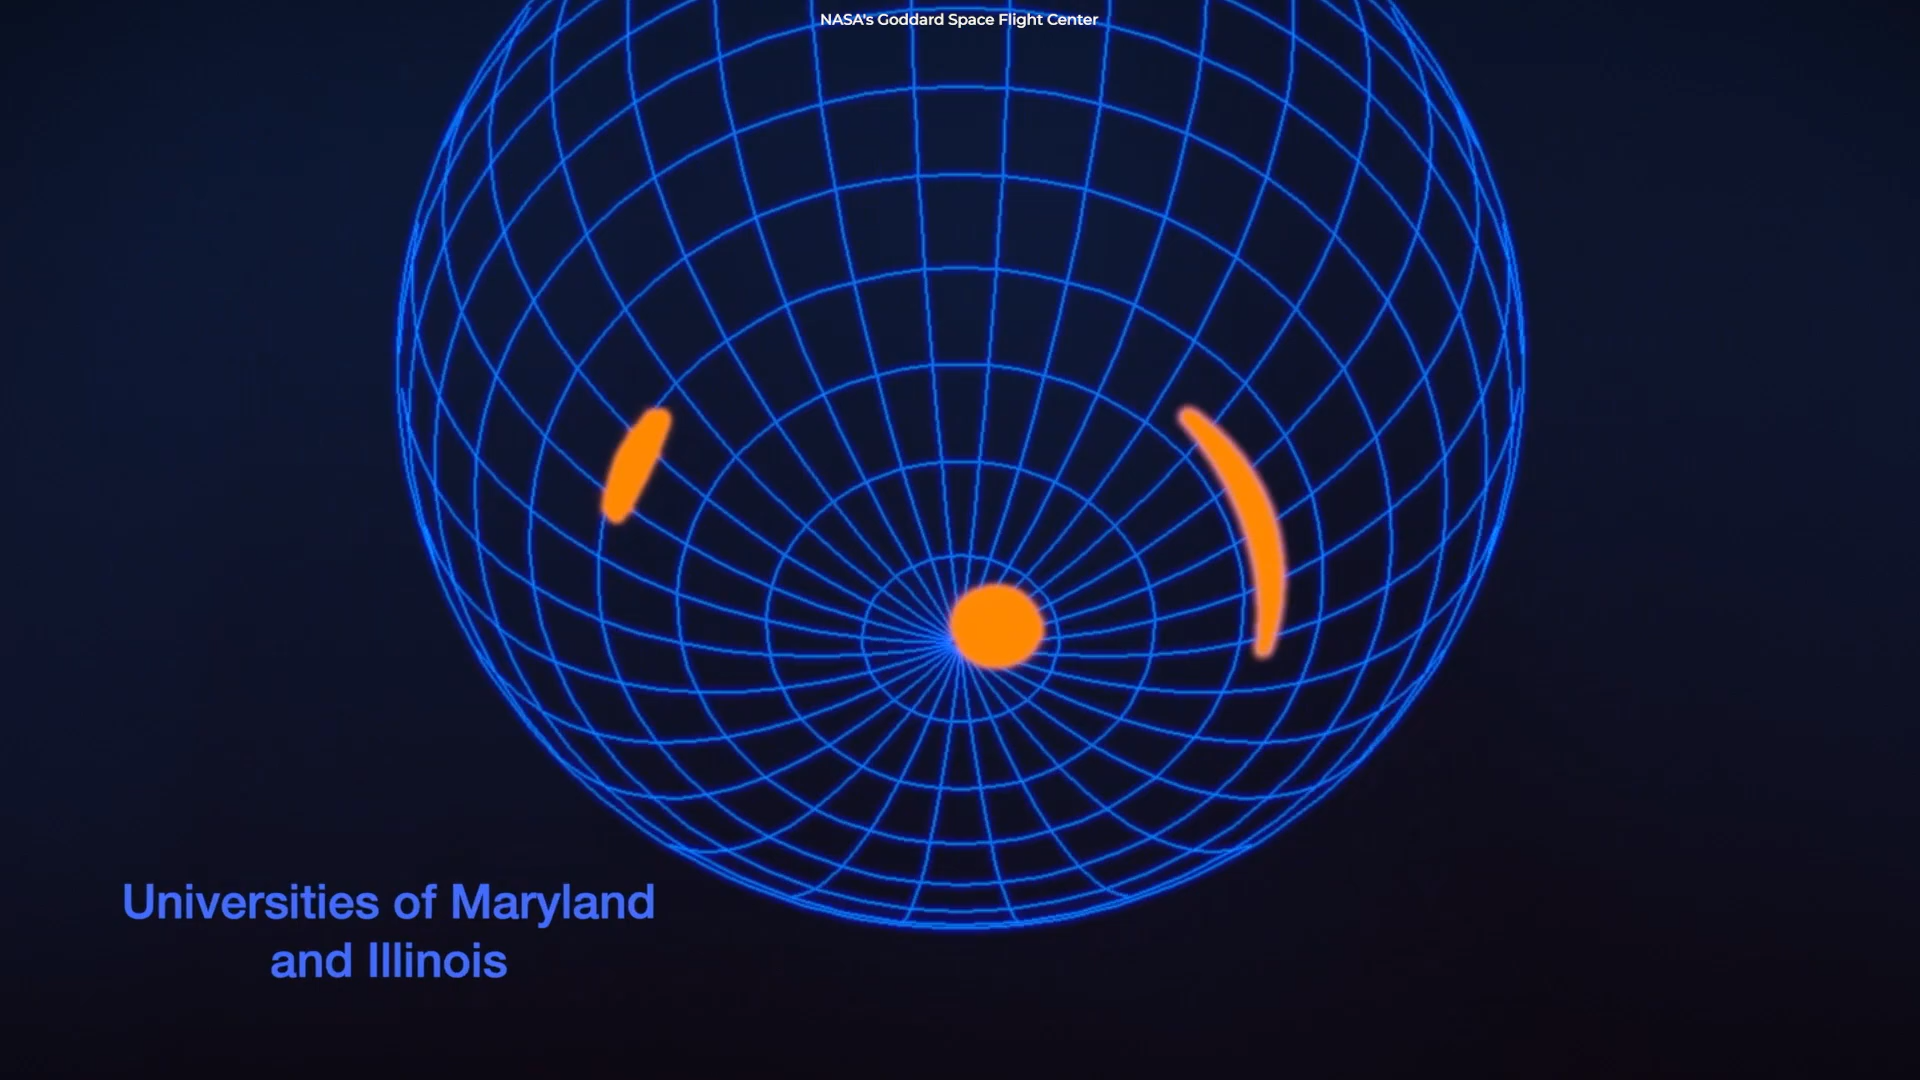 NASA's Goddard Space Flight Center
Universities of Maryland
and Illinois